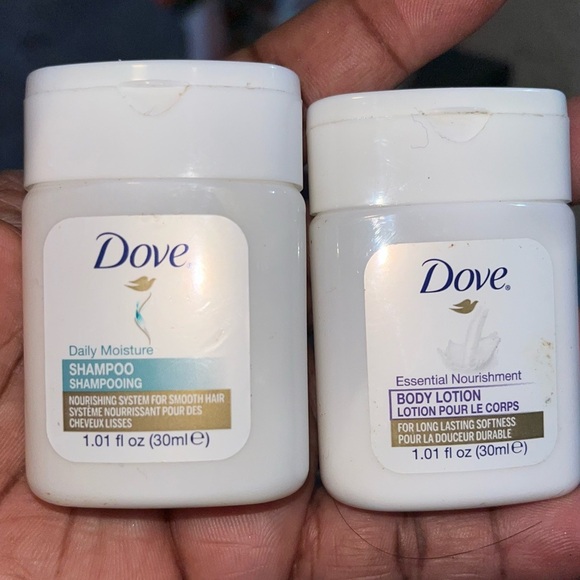 Dove
Daily Moisture
SHAMPOO
SHAMPOOING
NOURISHING SYSTEM FOR SMOOTH HAIR
SYSTÈME NOURRISSANT POUR DES
CHEVEUX LISSES
1.01 fl oz (30ml℮)
Dove®
Essential Nourishment
BODY LOTION
LOTION POUR LE CORPS
FOR LONG LASTING SOFTNESS
POUR LA DOUCEUR DURABLE
1.01 fl oz (30ml℮)